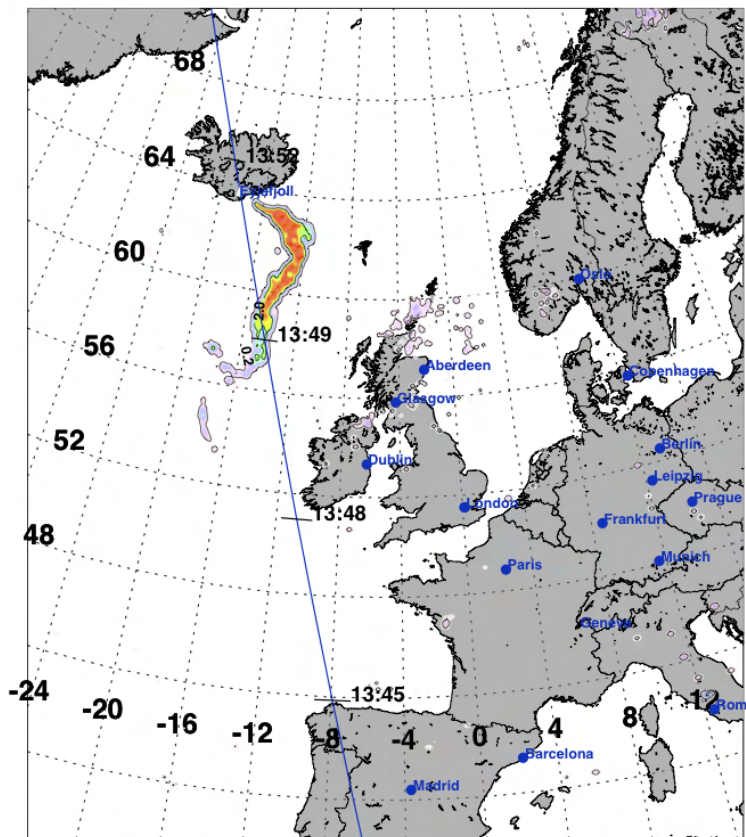 68
64
13:52
60
2.0
13:49
Oslo
56
0.2
Aberdeen
Copenhagen
Glasgow
52
Berlin
Dublin
Leipzig
London
Prague
13:48
Frankfurt
48
Munich
Paris
Geneva
-24
13:45
-20
-12
Rom
-16
-12
-8
-4
0
4
8
Barcelona
Madrid